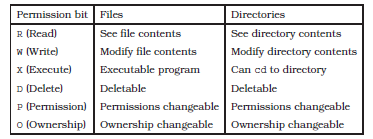 Permission bit Files Directories
R (Read) See file contents See directory contents
W (Write) Modify file contents Modify directory contents
X (Execute) Executable program Can cd to directory
D (Delete) Deletable Deletable
P (Permission) Permissions changeable Permissions changeable
O (Ownership) Ownership changeable Ownership changeable